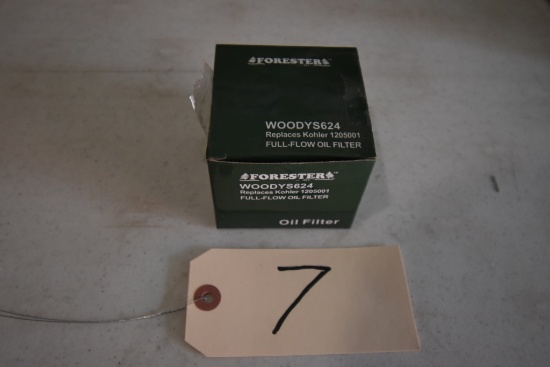 FORESTER
WOODYS624
Replaces Kohler 1205001
FULL-FLOW OIL FILTER
FORESTER™
WOODYS624
Replaces Kohler 1205001
FULL-FLOW OIL FILTER
Oil Filter
7